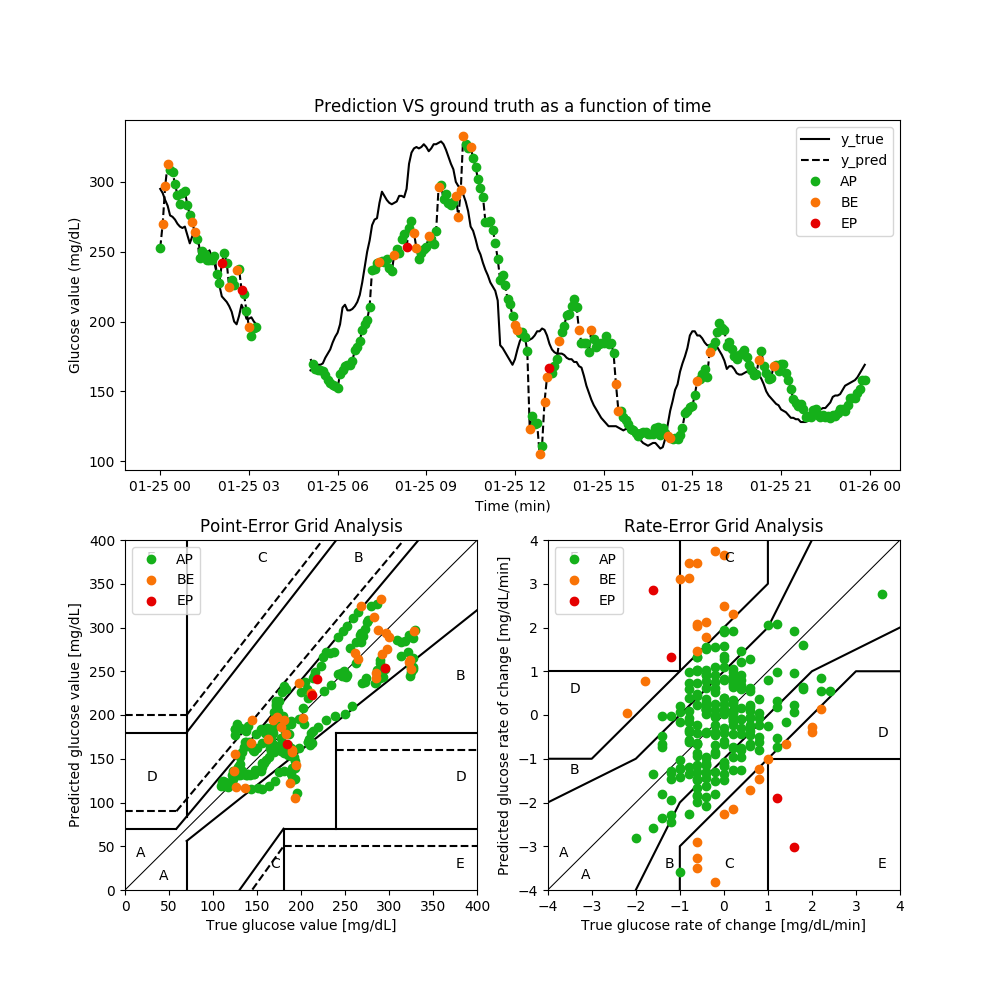 Prediction VS ground truth as a function of time
Glucose value (mg/dL)
300
250
200
150
100
y_true
y_pred
AP
BE
EP
01-25 00 01-25 03 01-25 06 01-25 09 01-25 12 01-25 15 01-25 18 01-25 21 01-26 00
Time (min)
Point-Error Grid Analysis
Predicted glucose value [mg/dL]
400
350
300
250
200
150
100
50
0
AP
BE
EP
C
B
B
D
D
A
A
C
E
0 50 100 150 200 250 300 350 400
True glucose value [mg/dL]
Rate-Error Grid Analysis
Predicted glucose rate of change [mg/dL/min]
4
3
2
1
0
−1
−2
−3
−4
AP
BE
EP
C
D
D
B
A
A
B
C
E
−4 −3 −2 −1 0 1 2 3 4
True glucose rate of change [mg/dL/min]